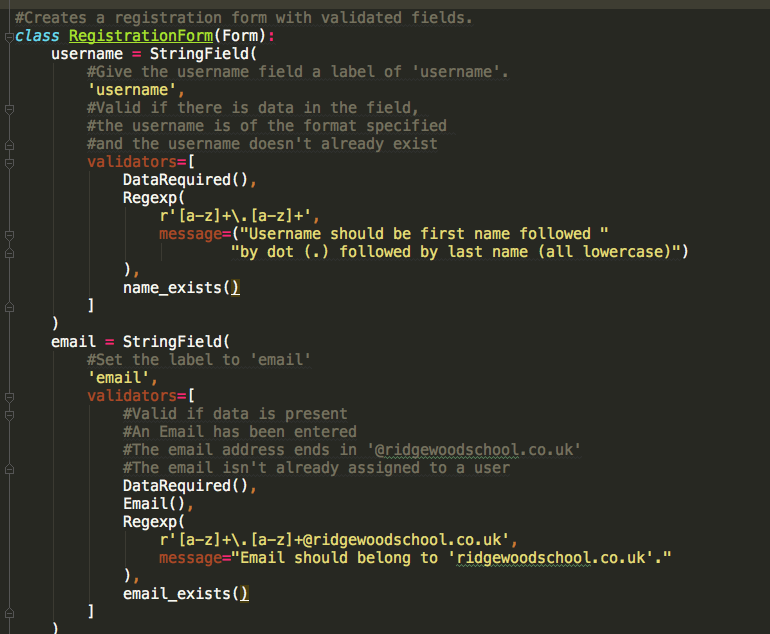 #Creates a registration form with validated fields.
class RegistrationForm(Form):
    username = StringField(
        #Give the username field a label of 'username'.
        'username',
        #Valid if there is data in the field,
        #the username is of the format specified
        #and the username doesn't already exist
        validators=[
            DataRequired(),
            Regexp(
                r'[a-z]+\.[a-z]+',
                message=("Username should be first name followed "
                        "by dot (.) followed by last name (all lowercase)")
            ),
            name_exists()
        ]
    )
    email = StringField(
        #Set the label to 'email'
        'email',
        validators=[
            #Valid if data is present
            #An Email has been entered
            #The email address ends in '@ridgewoodschool.co.uk'
            #The email isn't already assigned to a user
            DataRequired(),
            Email(),
            Regexp(
                r'[a-z]+\.[a-z]+@ridgewoodschool.co.uk',
                message="Email should belong to 'ridgewoodschool.co.uk'."
            ),
            email_exists()
        ]
    )